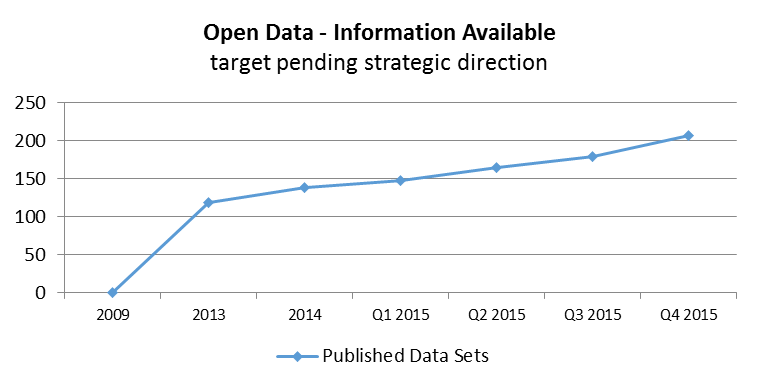 Open Data - Information Available
target pending strategic direction
250
200
150
100
50
0
2009 2013 2014 Q1 2015 Q2 2015 Q3 2015 Q4 2015
Published Data Sets